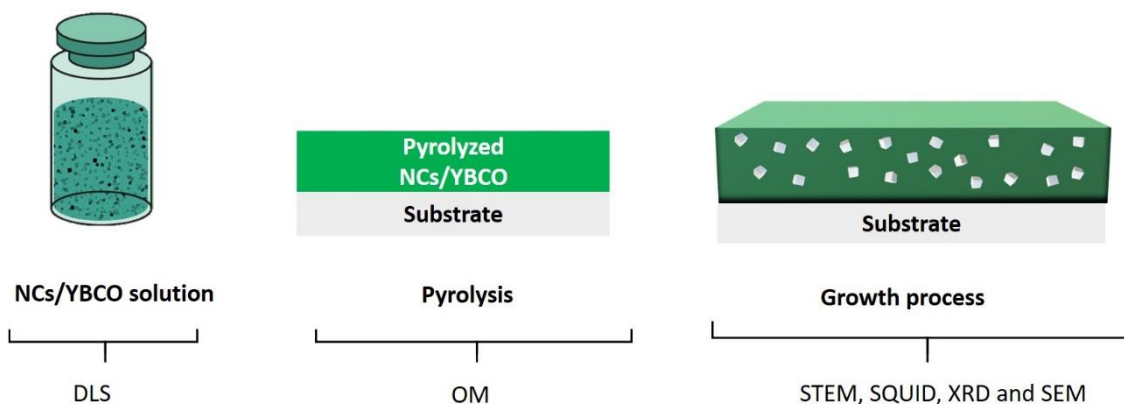 Pyrolyzed
NCs/YBCO
Substrate
Substrate
NCs/YBCO solution
Pyrolysis
Growth process
DLS
OM
STEM, SQUID, XRD and SEM